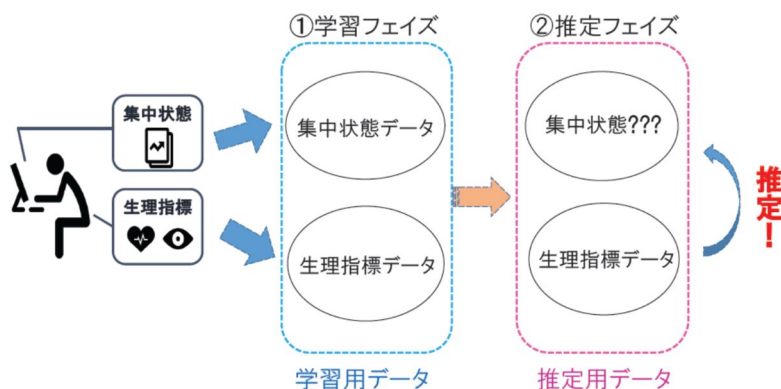 ①学習フェイズ
②推定フェイズ
集中状態
集中状態データ
集中状態???
生理指標
生理指標データ
生理指標データ
推定！
学習用データ
推定用データ